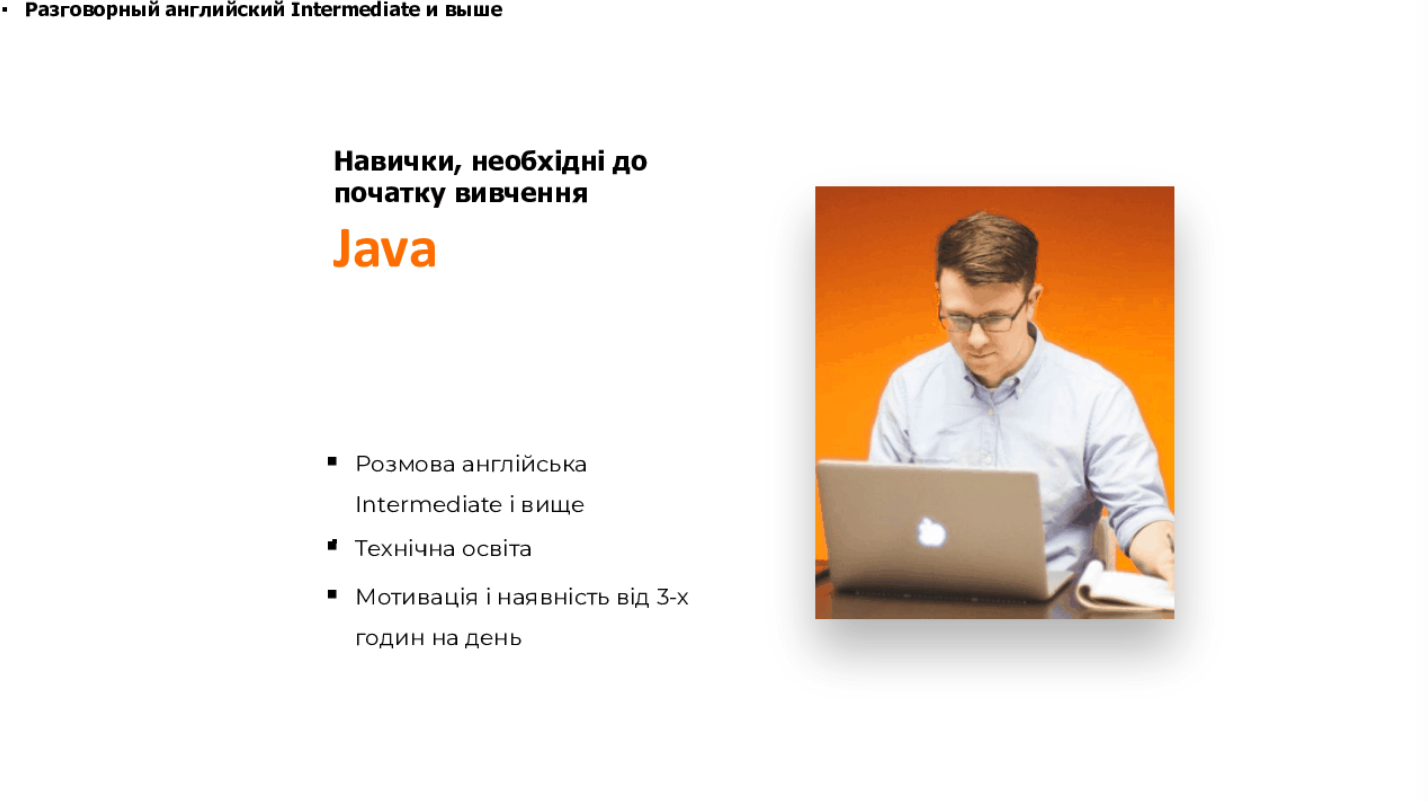 ▪ Разговорный английский Intermediate и выше
Навички, необхідні до
початку вивчення
Java
▪ Розмова англійська
Intermediate і вище
▪ Технічна освіта
▪ Мотивація і наявність від 3-х
годин на день